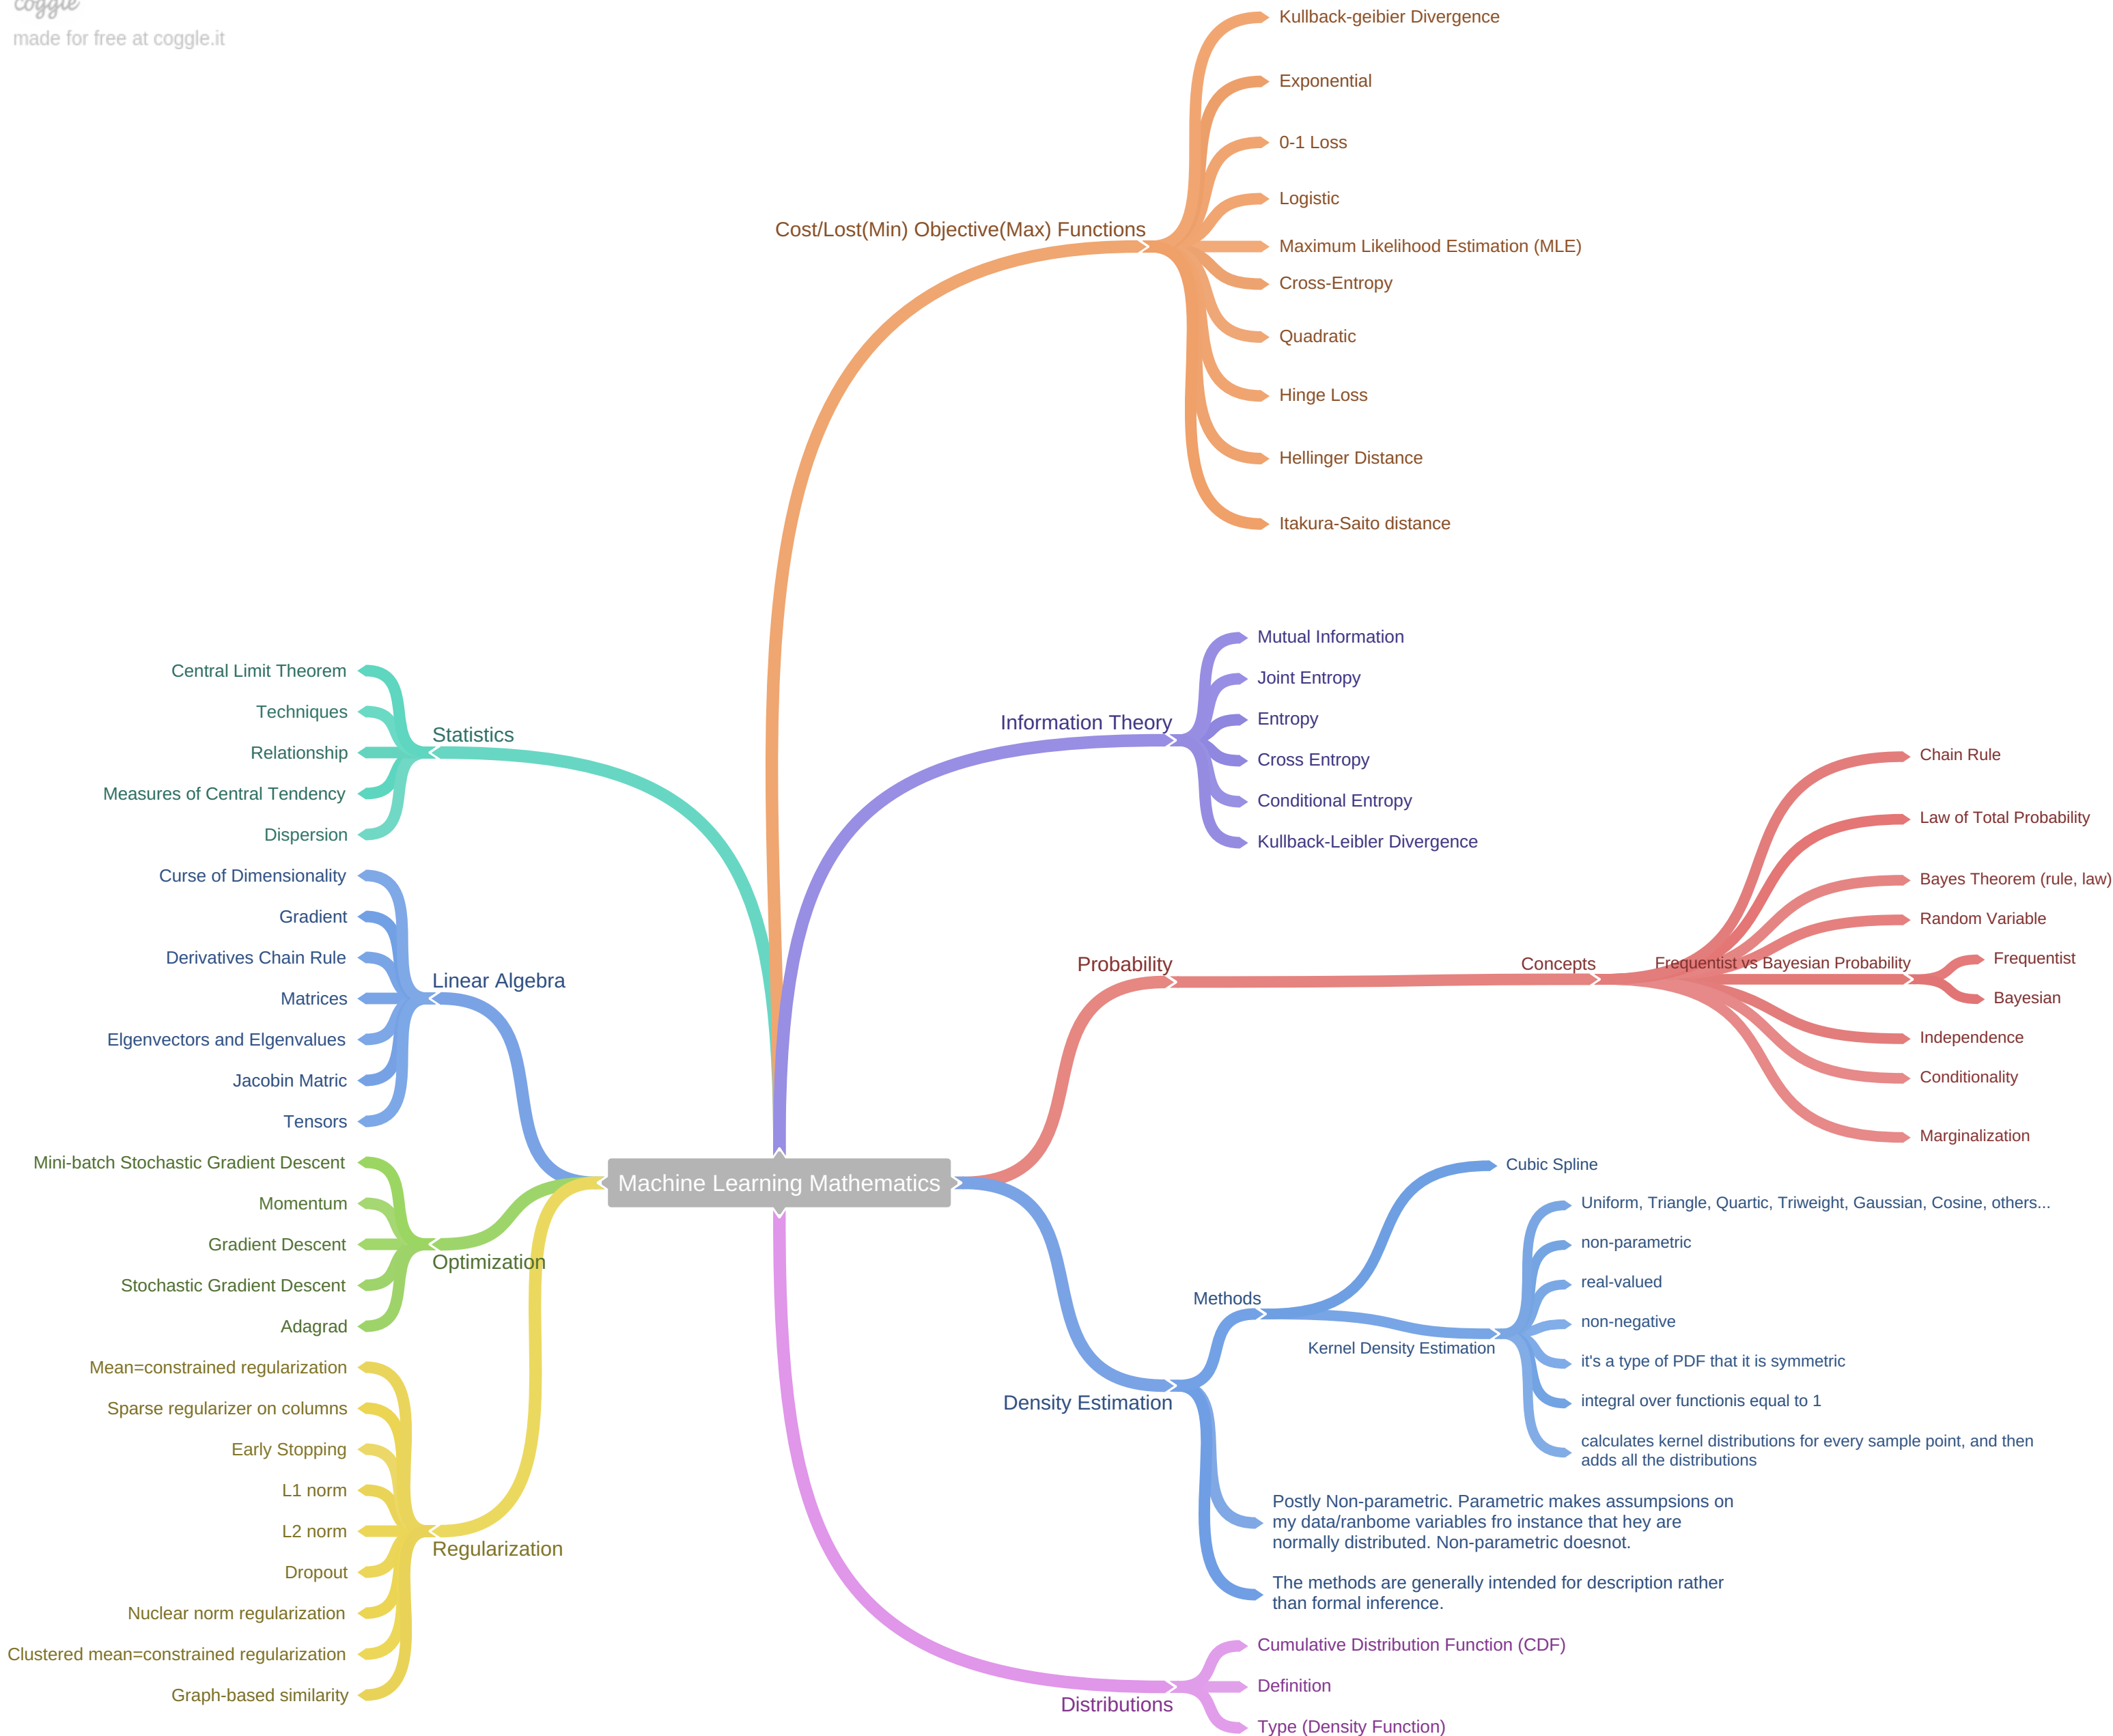 coggle
made for free at coggle.it
Kullback-geibier Divergence
Exponential
0-1 Loss
Logistic
Cost/Lost(Min) Objective(Max) Functions
Maximum Likelihood Estimation (MLE)
Cross-Entropy
Quadratic
Hinge Loss
Hellinger Distance
Itakura-Saito distance
Mutual Information
Joint Entropy
Information Theory
Entropy
Cross Entropy
Conditional Entropy
Kullback-Leibler Divergence
Central Limit Theorem
Techniques
Statistics
Relationship
Measures of Central Tendency
Dispersion
Curse of Dimensionality
Gradient
Derivatives Chain Rule
Linear Algebra
Matrices
Elgenvectors and Elgenvalues
Jacobin Matric
Tensors
Chain Rule
Law of Total Probability
Bayes Theorem (rule, law)
Random Variable
Probability
Concepts
Frequentist vs Bayesian Probability
Frequentist
Bayesian
Independence
Conditionality
Marginalization
Machine Learning Mathematics
Mini-batch Stochastic Gradient Descent
Momentum
Gradient Descent
Optimization
Stochastic Gradient Descent
Adagrad
Cubic Spline
Uniform, Triangle, Quartic, Triweight, Gaussian, Cosine, others...
non-parametric
real-valued
Methods
non-negative
Kernel Density Estimation
it's a type of PDF that it is symmetric
integral over functionis equal to 1
calculates kernel distributions for every sample point, and then
adds all the distributions
Density Estimation
Postly Non-parametric. Parametric makes assumpsions on
my data/ranbome variables fro instance that hey are
normally distributed. Non-parametric doesnot.
The methods are generally intended for description rather
than formal inference.
Mean=constrained regularization
Sparse regularizer on columns
Early Stopping
L1 norm
L2 norm
Regularization
Dropout
Nuclear norm regularization
Clustered mean=constrained regularization
Graph-based similarity
Cumulative Distribution Function (CDF)
Definition
Distributions
Type (Density Function)